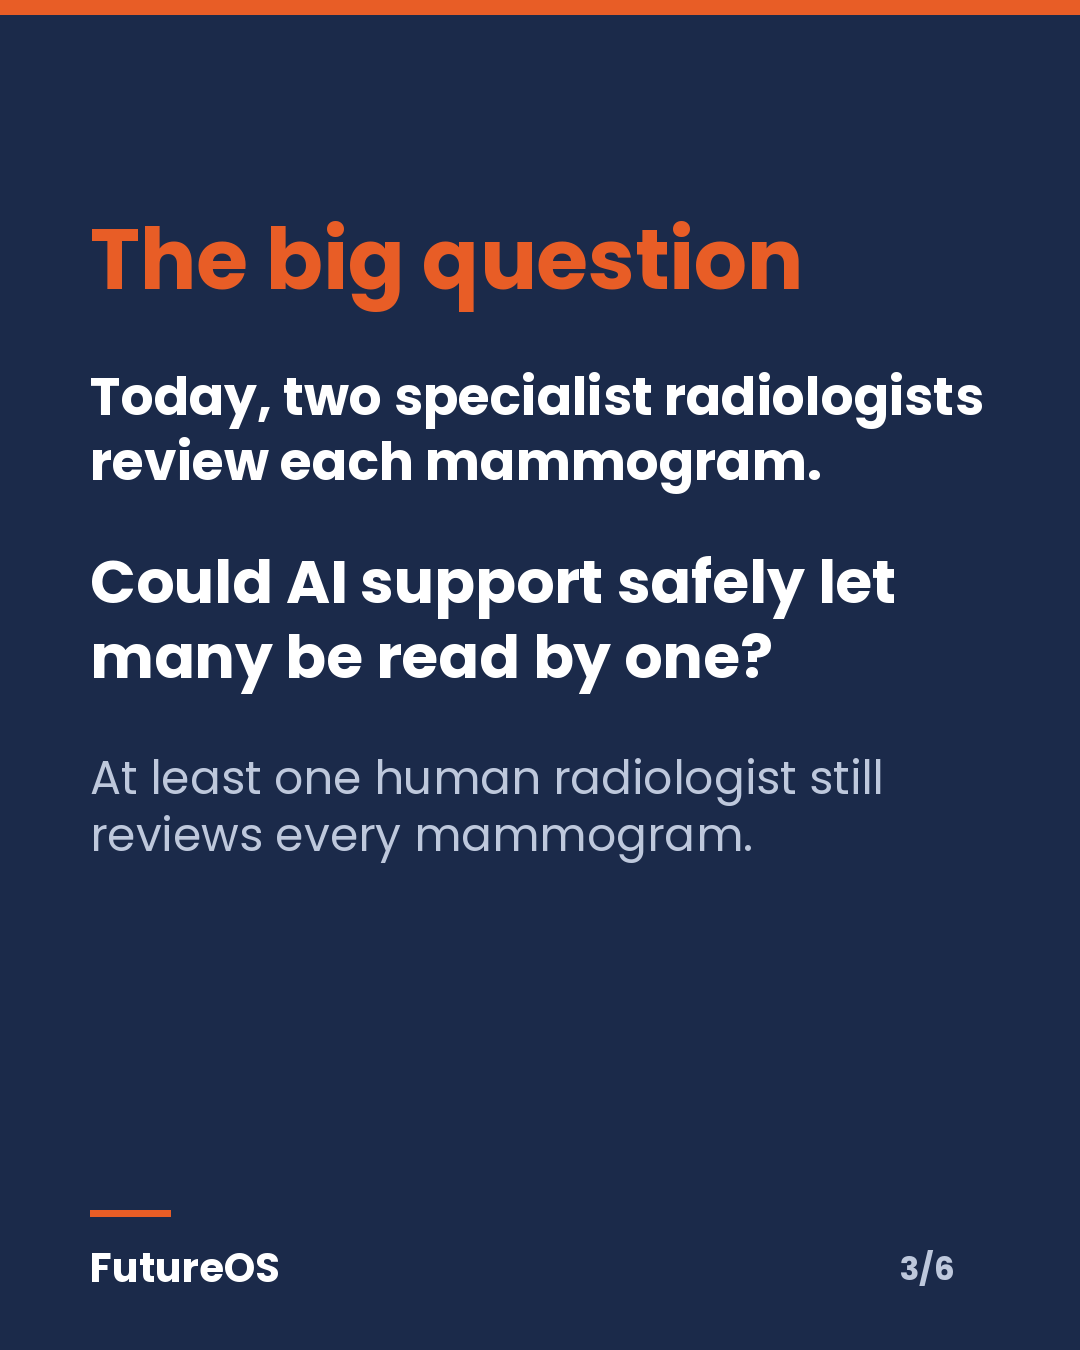 The big question
Today, two specialist radiologists
review each mammogram.
Could AI support safely let
many be read by one?
At least one human radiologist still
reviews every mammogram.
FutureOS
3/6